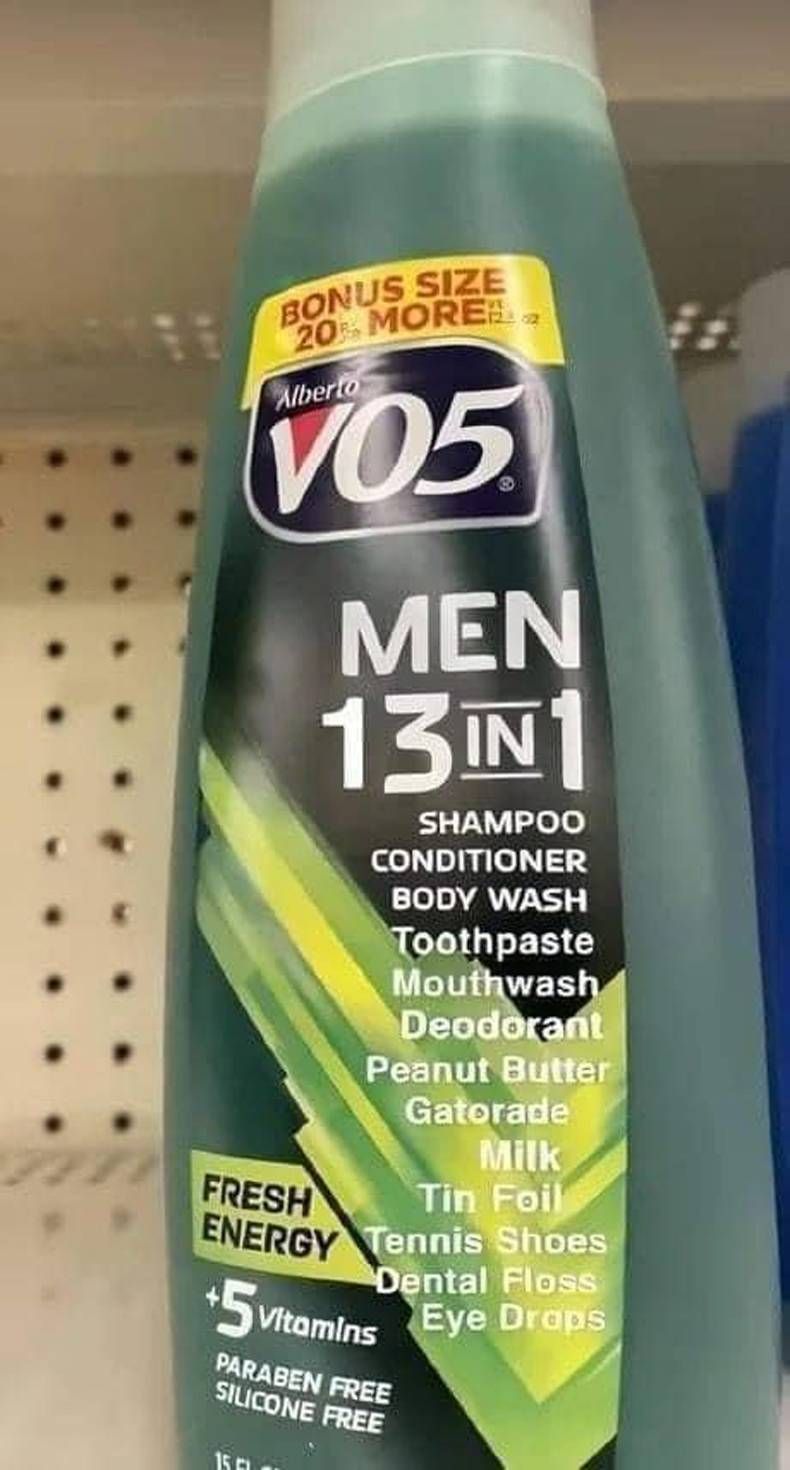 BONUS SIZE
20% MORE
Alberto
VO5®
MEN
13 IN 1
SHAMPOO
CONDITIONER
BODY WASH
Toothpaste
Mouthwash
Deodorant
Peanut Butter
Gatorade
Milk
Tin Foil
Tennis Shoes
Dental Floss
Eye Drops
FRESH
ENERGY
+5 Vitamins
PARABEN FREE
SILICONE FREE